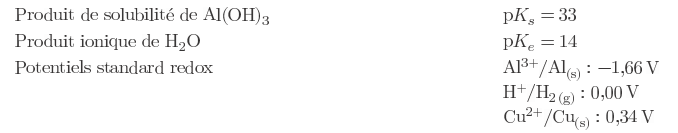 Produit de solubilité de Al(OH)₃ pKₛ = 33
Produit ionique de H₂O pKₑ = 14
Potentiels standard redox Al³⁺/Al₍ₛ₎ : −1,66 V
H⁺/H₂ ₍g₎ : 0,00 V
Cu²⁺/Cu₍ₛ₎ : 0,34 V